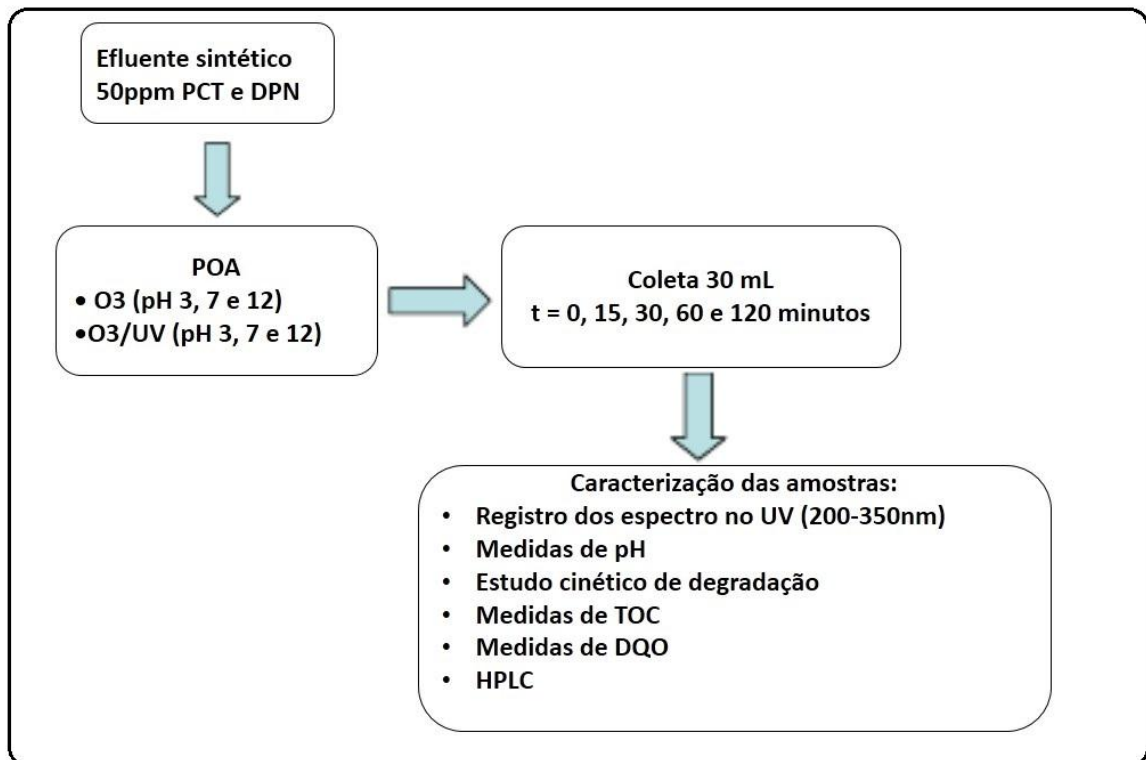 Efluente sintético
50ppm PCT e DPN
POA
• O3 (pH 3, 7 e 12)
•O3/UV (pH 3, 7 e 12)
Coleta 30 mL
t = 0, 15, 30, 60 e 120 minutos
Caracterização das amostras:
• Registro dos espectro no UV (200-350nm)
• Medidas de pH
• Estudo cinético de degradação
• Medidas de TOC
• Medidas de DQO
• HPLC